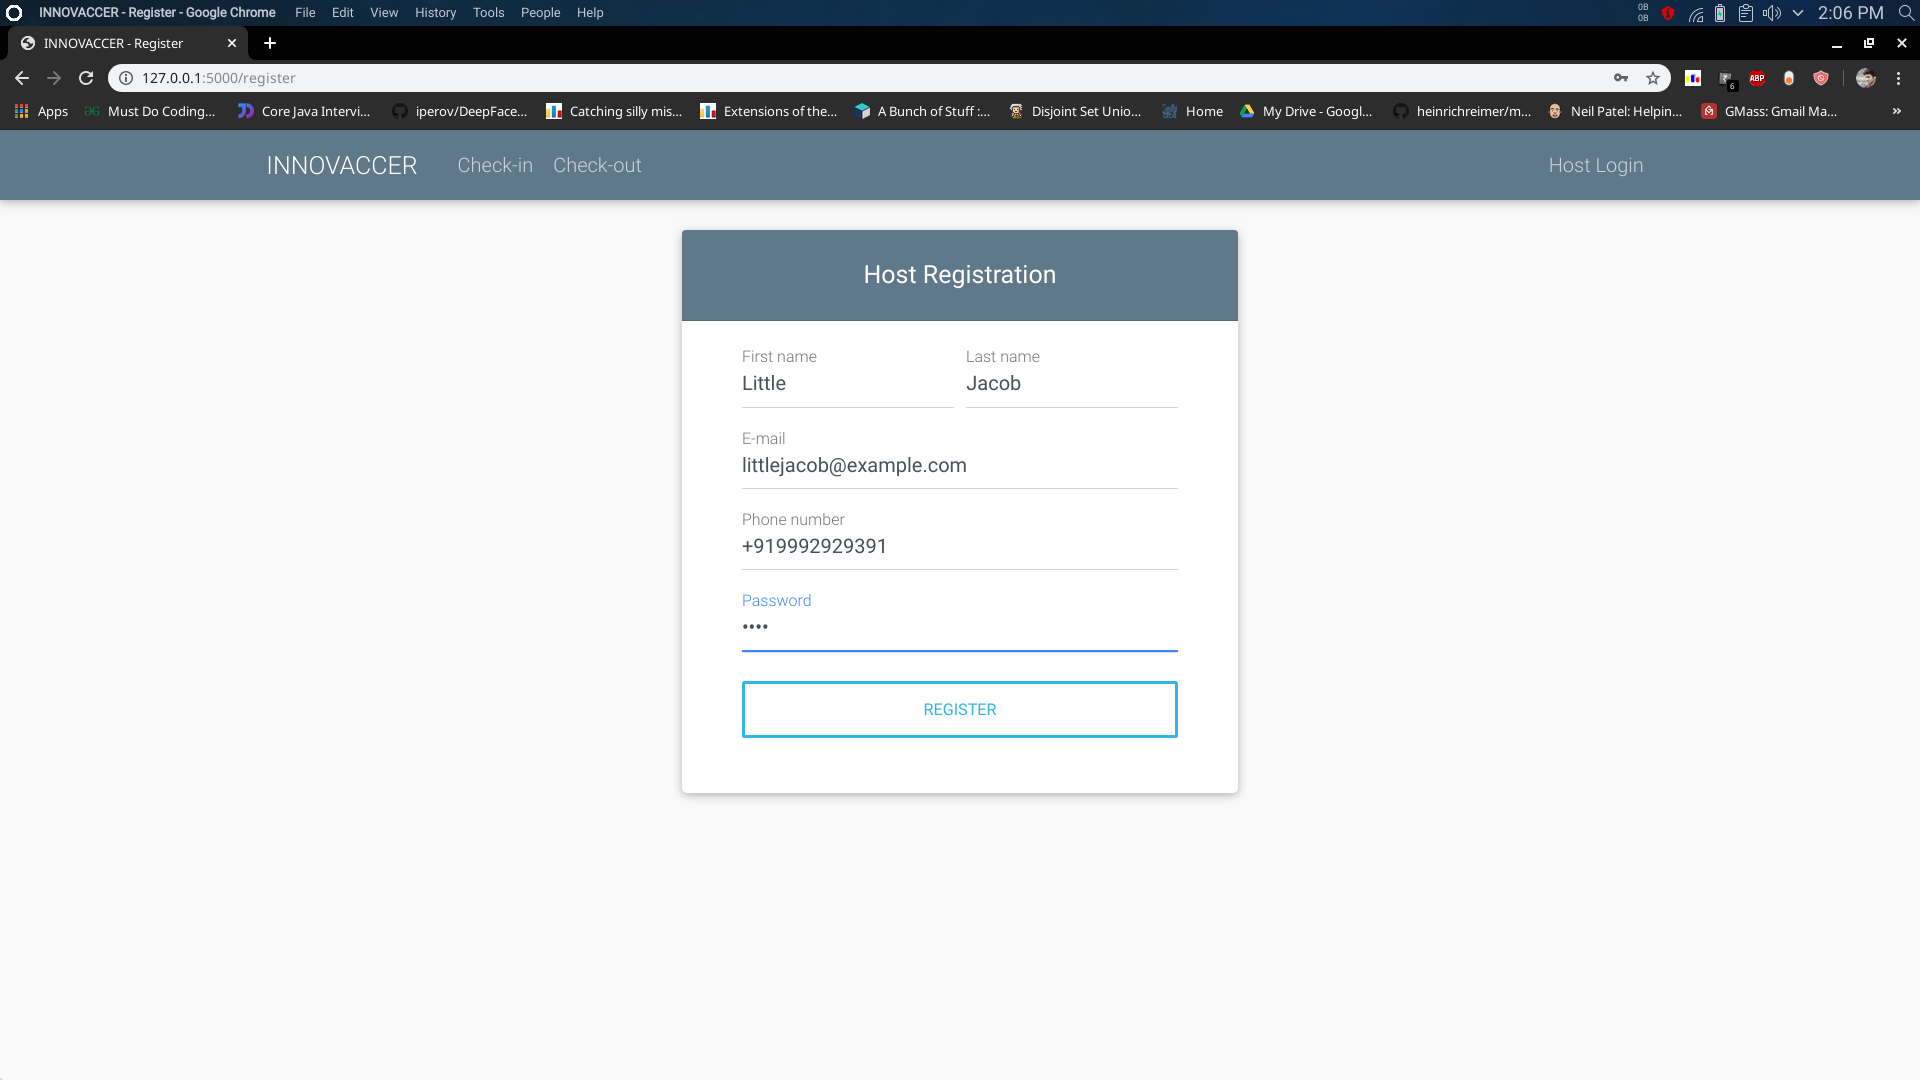 INNOVACCER - Register - Google Chrome File Edit View History Tools People Help 0B 0B 2:06 PM
INNOVACCER - Register
127.0.0.1:5000/register ABP 6
Apps Must Do Coding... Core Java Intervi... iperov/DeepFace... Catching silly mis... Extensions of the... A Bunch of Stuff :... Disjoint Set Unio... Home My Drive - Googl... heinrichreimer/m... Neil Patel: Helpin... GMass: Gmail Ma... »
INNOVACCER Check-in Check-out Host Login
Host Registration
First name Last name
Little Jacob
E-mail
littlejacob@example.com
Phone number
+919992929391
Password
••••
REGISTER